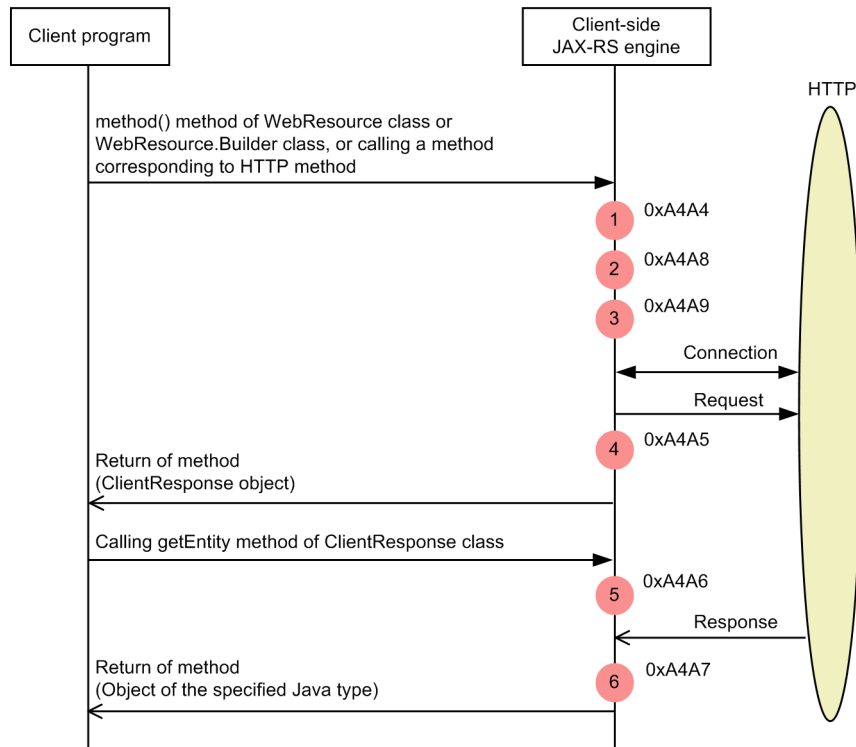 Client program
Client-side
JAX-RS engine
HTTP
method() method of WebResource class or
WebResource.Builder class, or calling a method
corresponding to HTTP method
1 0xA4A4
2 0xA4A8
3 0xA4A9
Connection
Request
4 0xA4A5
Return of method
(ClientResponse object)
Calling getEntity method of ClientResponse class
5 0xA4A6
Response
Return of method
(Object of the specified Java type)
6 0xA4A7